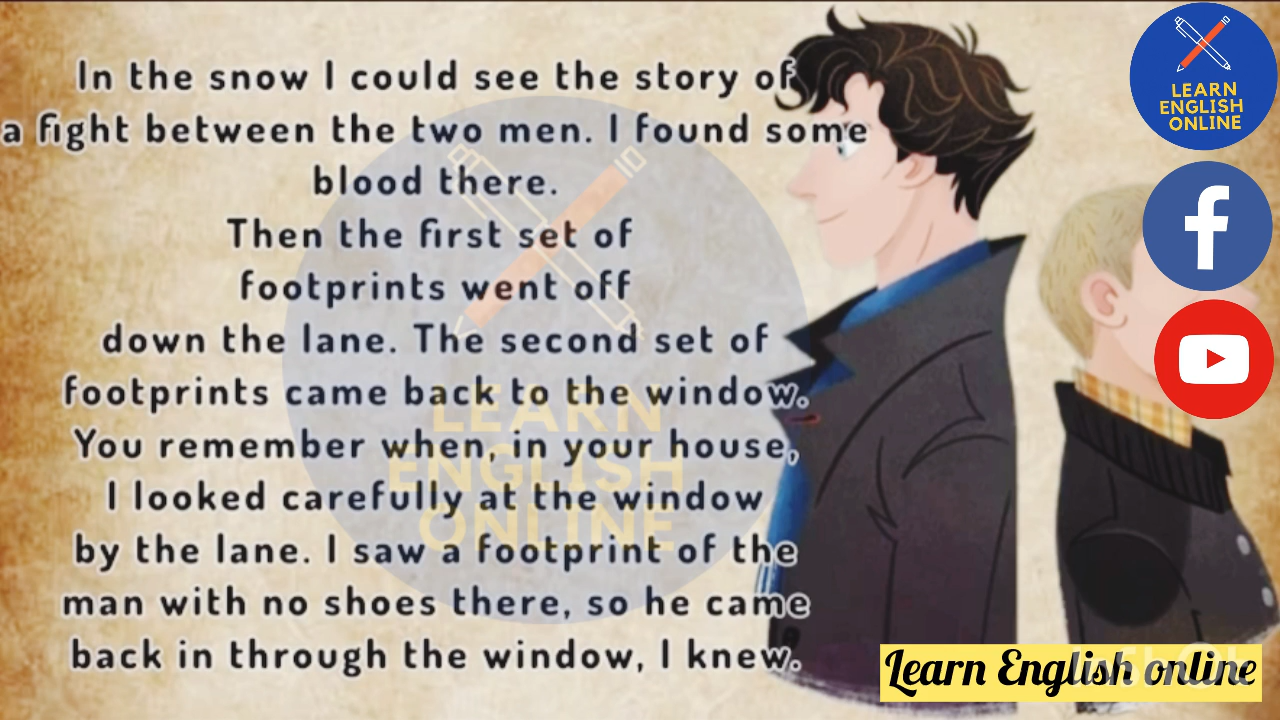 In the snow I could see the story of
a fight between the two men. I found some
blood there.
Then the first set of
footprints went off
down the lane. The second set of
footprints came back to the window.
You remember when, in your house,
I looked carefully at the window
by the lane. I saw a footprint of the
man with no shoes there, so he came
back in through the window, I knew.
LEARN
ENGLISH
ONLINE
LEARN
ENGLISH
ONLINE
f
Learn English online